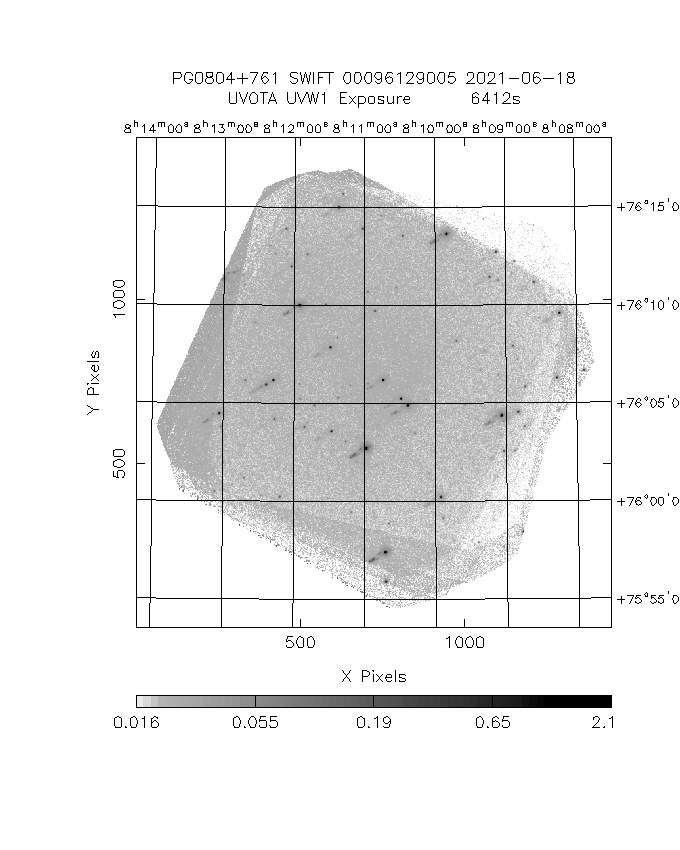 PG0804+761 SWIFT 00096129005 2021-06-18
UVOTA UVW1 Exposure 6412s
8h14m00s 8h13m00s 8h12m00s 8h11m00s 8h10m00s 8h09m00s 8h08m00s
+76°15'0
+76°10'0
+76°05'0
+76°00'0
+75°55'0
1000
500
Y Pixels
500 1000
X Pixels
0.016 0.055 0.19 0.65 2.1